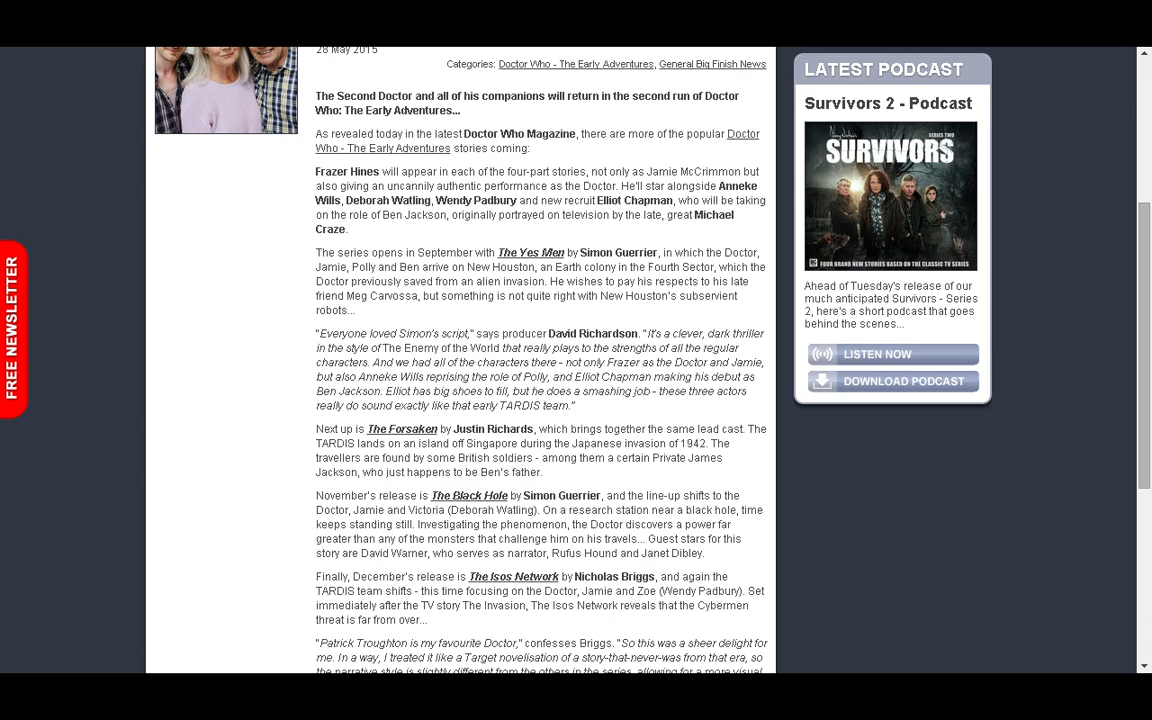 28 May 2015
Categories: Doctor Who - The Early Adventures, General Big Finish News
The Second Doctor and all of his companions will return in the second run of Doctor
Who: The Early Adventures...
As revealed today in the latest Doctor Who Magazine, there are more of the popular Doctor
Who - The Early Adventures stories coming:
Frazer Hines will appear in each of the four-part stories, not only as Jamie McCrimmon but
also giving an uncannily authentic performance as the Doctor. He'll star alongside Anneke
Wills, Deborah Watling, Wendy Padbury and new recruit Elliot Chapman, who will be taking
on the role of Ben Jackson, originally portrayed on television by the late, great Michael
Craze.
The series opens in September with The Yes Men by Simon Guerrier, in which the Doctor,
Jamie, Polly and Ben arrive on New Houston, an Earth colony in the Fourth Sector, which the
Doctor previously saved from an alien invasion. He wishes to pay his respects to his late
friend Meg Carvossa, but something is not quite right with New Houston's subservient
robots...
"Everyone loved Simon's script," says producer David Richardson. "It's a clever, dark thriller
in the style of The Enemy of the World that really plays to the strengths of all the regular
characters. And we had all of the characters there - not only Frazer as the Doctor and Jamie,
but also Anneke Wills reprising the role of Polly, and Elliot Chapman making his debut as
Ben Jackson. Elliot has big shoes to fill, but he does a smashing job - these three actors
really do sound exactly like that early TARDIS team."
Next up is The Forsaken by Justin Richards, which brings together the same lead cast. The
TARDIS lands on an island off Singapore during the Japanese invasion of 1942. The
travellers are found by some British soldiers - among them a certain Private James
Jackson, who just happens to be Ben's father.
November's release is The Black Hole by Simon Guerrier, and the line-up shifts to the
Doctor, Jamie and Victoria (Deborah Watling). On a research station near a black hole, time
keeps standing still. Investigating the phenomenon, the Doctor discovers a power far
greater than any of the monsters that challenge him on his travels... Guest stars for this
story are David Warner, who serves as narrator, Rufus Hound and Janet Dibley.
Finally, December's release is The Isos Network by Nicholas Briggs, and again the
TARDIS team shifts - this time focusing on the Doctor, Jamie and Zoe (Wendy Padbury). Set
immediately after the TV story The Invasion, The Isos Network reveals that the Cybermen
threat is far from over...
"Patrick Troughton is my favourite Doctor," confesses Briggs. "So this was a sheer delight for
me. In a way, I treated it like a Target novelisation of a story-that-never-was from that era, so
the narrative style is slightly different from the others in the series, allowing for a more visual
FREE NEWSLETTER
LATEST PODCAST
Survivors 2 - Podcast
SERIES TWO
SURVIVORS
FOUR BRAND NEW STORIES BASED ON THE CLASSIC TV SERIES
Ahead of Tuesday's release of our
much anticipated Survivors - Series
2, here's a short podcast that goes
behind the scenes...
LISTEN NOW
DOWNLOAD PODCAST